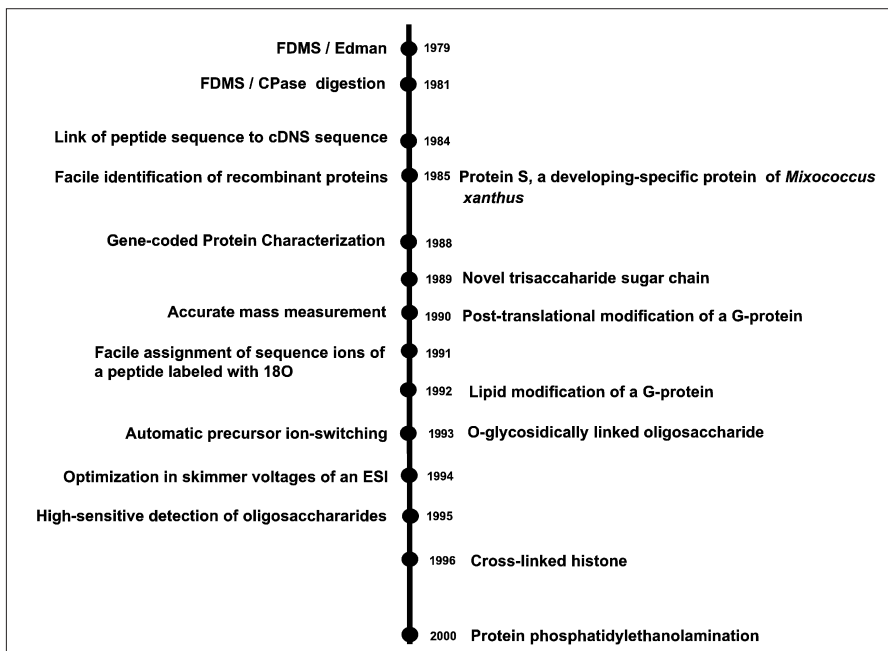 FDMS / Edman 1979
FDMS / CPase digestion 1981
Link of peptide sequence to cDNS sequence 1984
Facile identification of recombinant proteins 1985 Protein S, a developing-specific protein of Mixococcus
xanthus
Gene-coded Protein Characterization 1988
1989 Novel trisaccaharide sugar chain
Accurate mass measurement 1990 Post-translational modification of a G-protein
Facile assignment of sequence ions of 1991
a peptide labeled with 18O
1992 Lipid modification of a G-protein
Automatic precursor ion-switching 1993 O-glycosidically linked oligosaccharide
Optimization in skimmer voltages of an ESI 1994
High-sensitive detection of oligosaccararides 1995
1996 Cross-linked histone
2000 Protein phosphatidylethanolamination